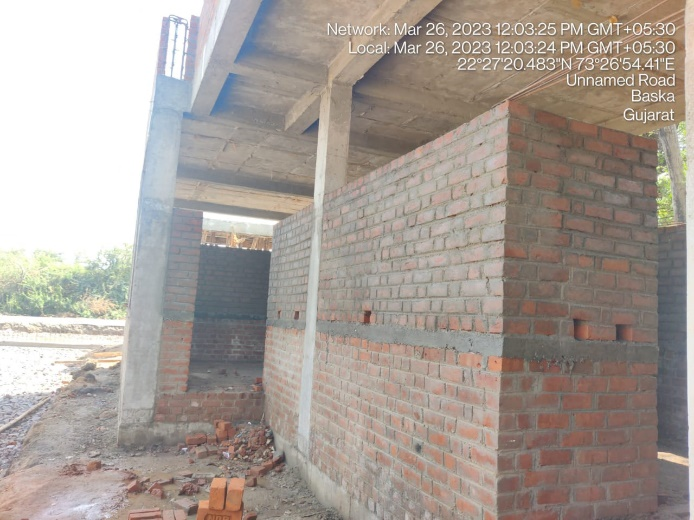 Network: Mar 26, 2023 12:03:25 PM GMT+05:30
Local: Mar 26, 2023 12:03:24 PM GMT+05:30
22°27'20.483"N 73°26'54.41"E
Unnamed Road
Baska
Gujarat